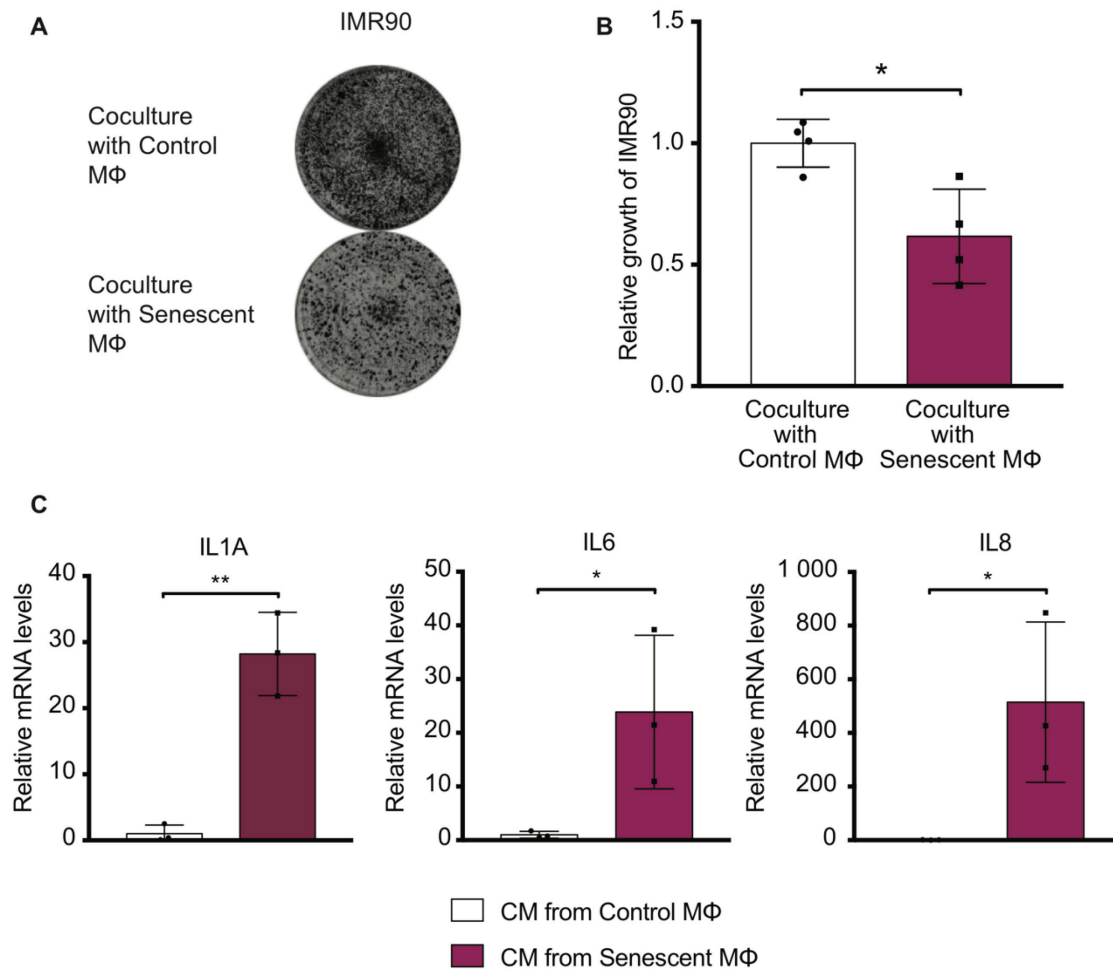 A
IMR90
Coculture
with Control
MΦ
Coculture
with Senescent
MΦ
B
Relative growth of IMR90
1.5
1.0
0.5
0.0
*
Coculture
with
Control MΦ
Coculture
with
Senescent MΦ
C
IL1A
Relative mRNA levels
40
30
20
10
0
**
IL6
Relative mRNA levels
50
40
30
20
10
0
*
IL8
Relative mRNA levels
1 000
800
600
400
200
0
*
CM from Control MΦ
CM from Senescent MΦ